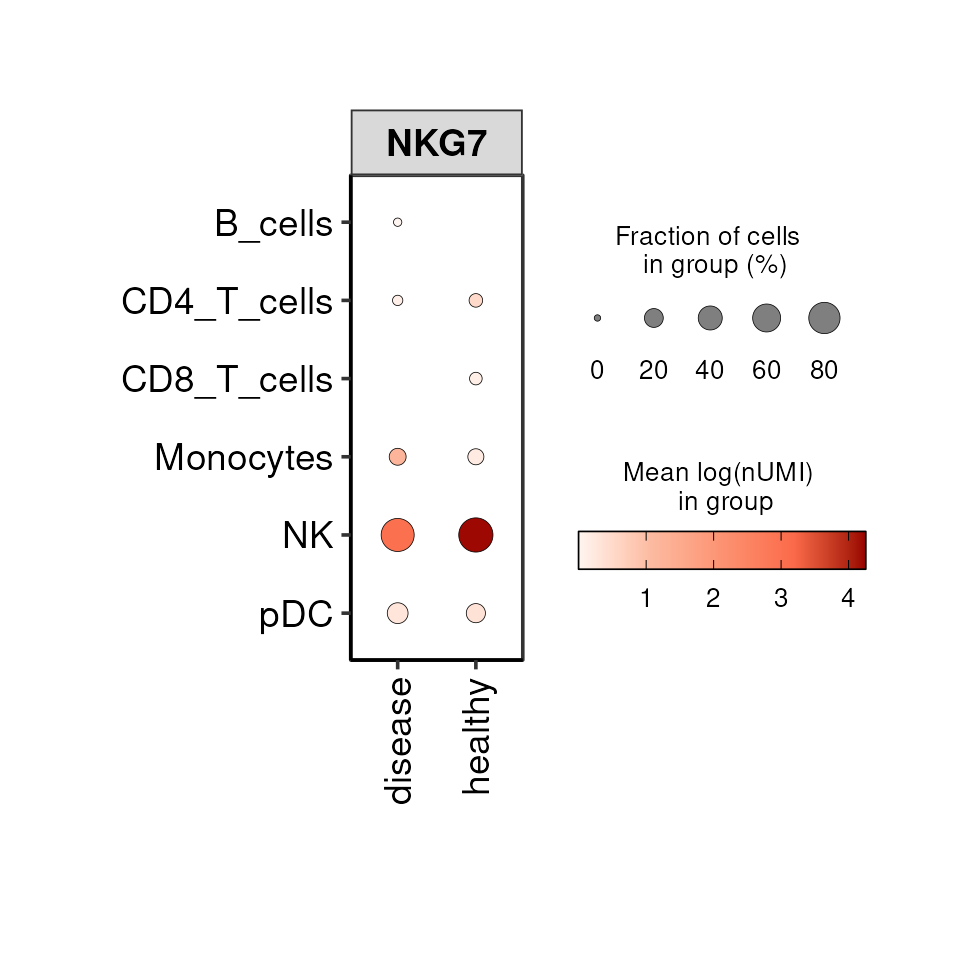 NKG7
B_cells
CD4_T_cells
CD8_T_cells
Monocytes
NK
pDC
disease
healthy
Fraction of cells
in group (%)
0 20 40 60 80
Mean log(nUMI)
in group
1 2 3 4